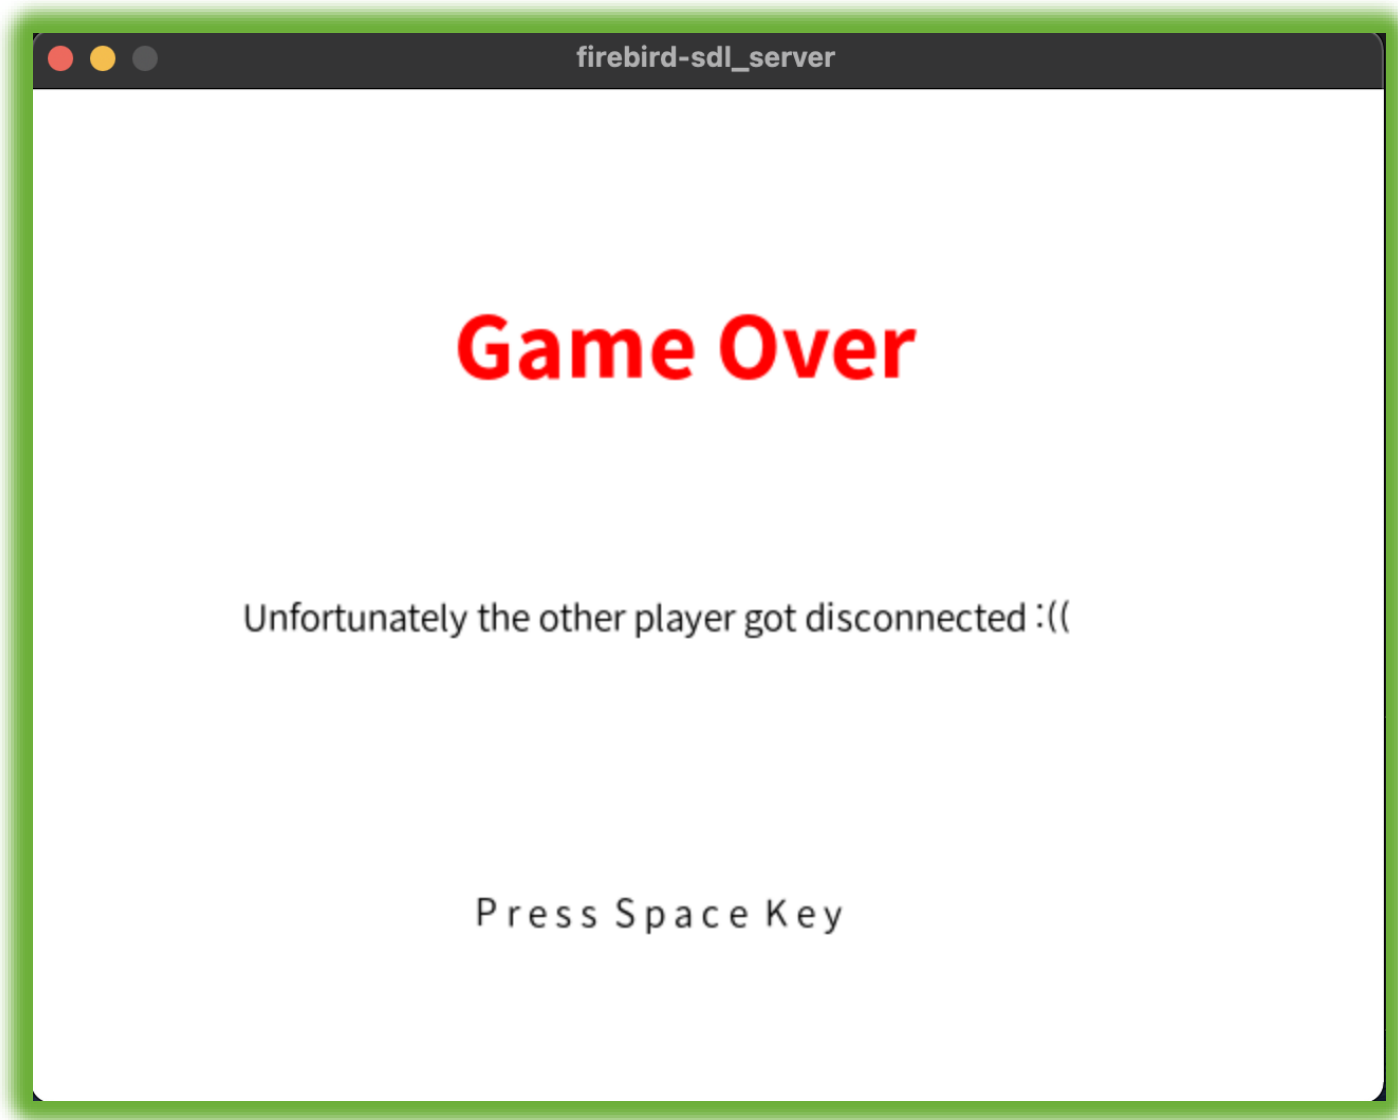 firebird-sdl_server
Game Over
Unfortunately the other player got disconnected :((
Press Space Key